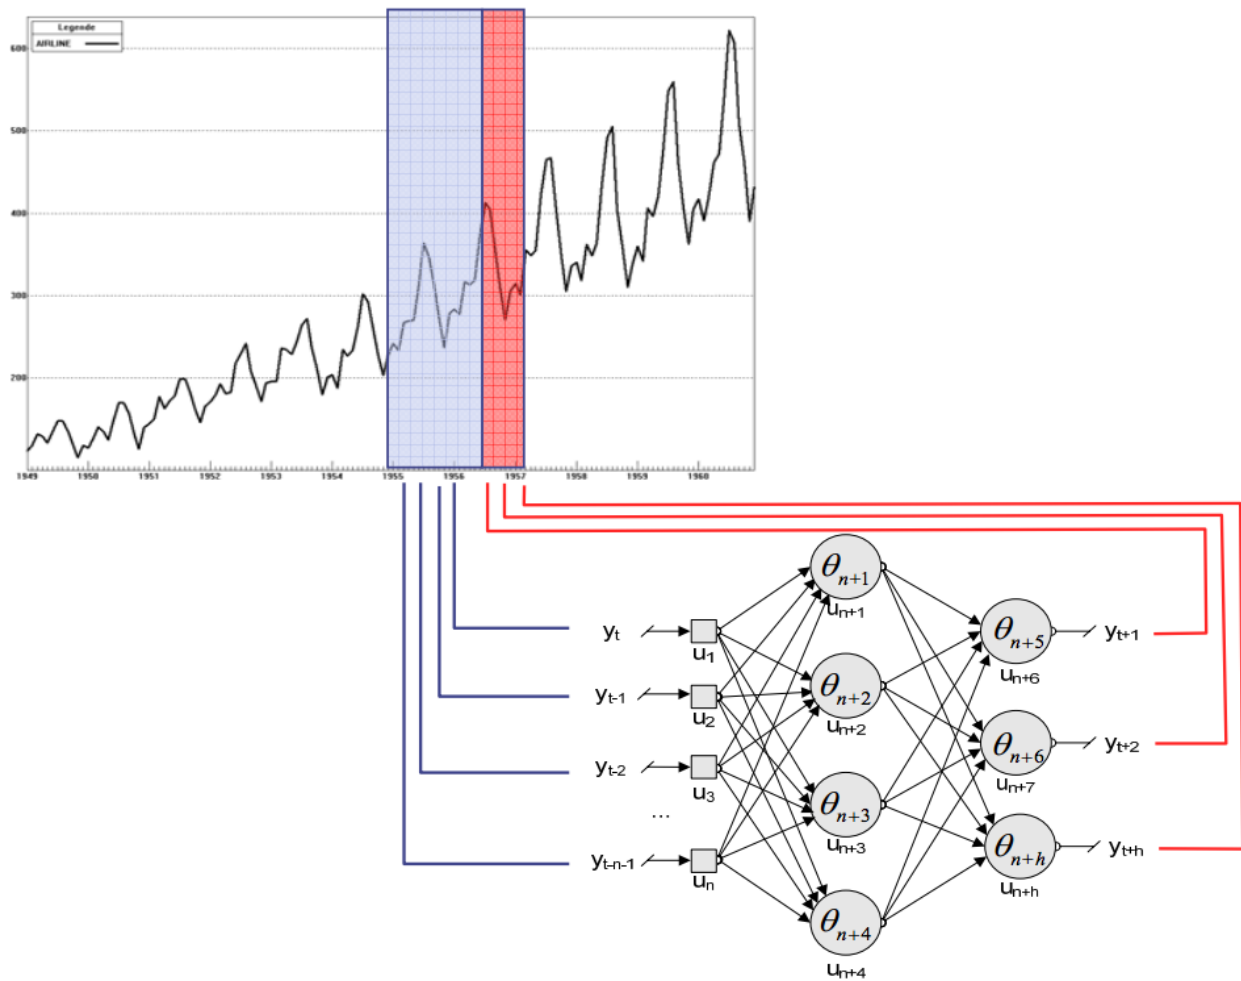 Legende
AIRLINE
600
500
400
300
200
1949 1950 1951 1952 1953 1954 1955 1956 1957 1958 1959 1960
θn+1
un+1
yt
u1
θn+5
yt+1
un+6
θn+2
un+2
yt-1
u2
θn+6
yt+2
un+7
yt-2
u3
θn+3
un+3
...
yt-n-1
un
θn+h
yt+h
un+h
θn+4
un+4